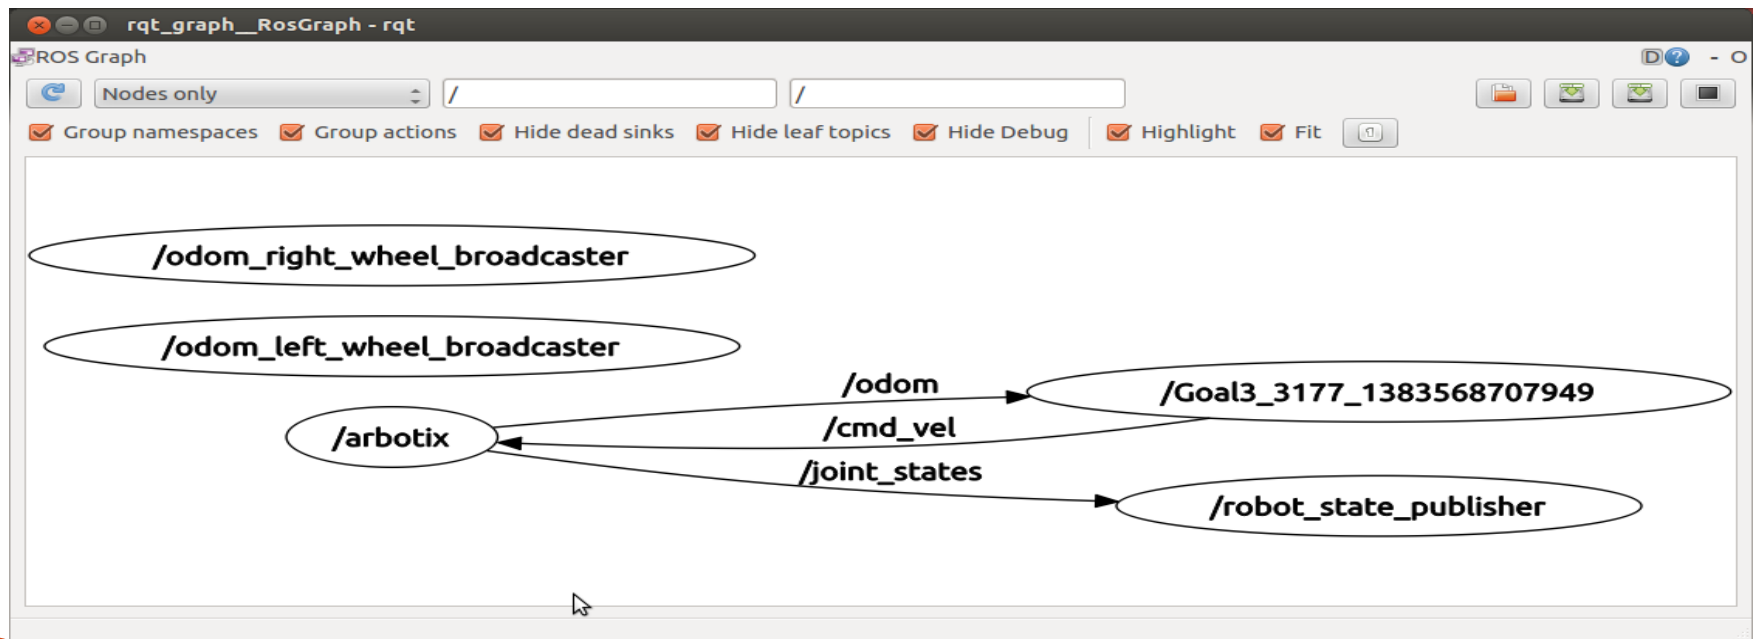 rqt_graph__RosGraph - rqt
ROS Graph
D ? - O
Nodes only / /
Group namespaces Group actions Hide dead sinks Hide leaf topics Hide Debug Highlight Fit
/odom_right_wheel_broadcaster
/odom_left_wheel_broadcaster
/odom
/Goal3_3177_1383568707949
/cmd_vel
/arbotix
/joint_states
/robot_state_publisher